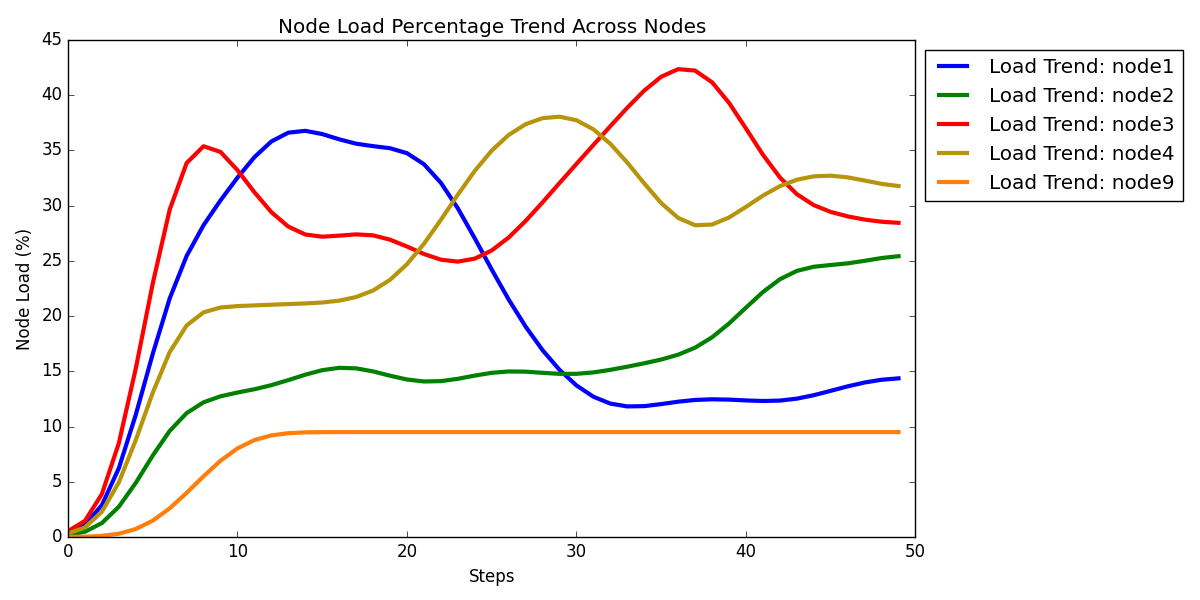 Node Load Percentage Trend Across Nodes
45
40
35
30
25
20
15
10
5
0
Node Load (%)
0 10 20 30 40 50
Steps
Load Trend: node1
Load Trend: node2
Load Trend: node3
Load Trend: node4
Load Trend: node9